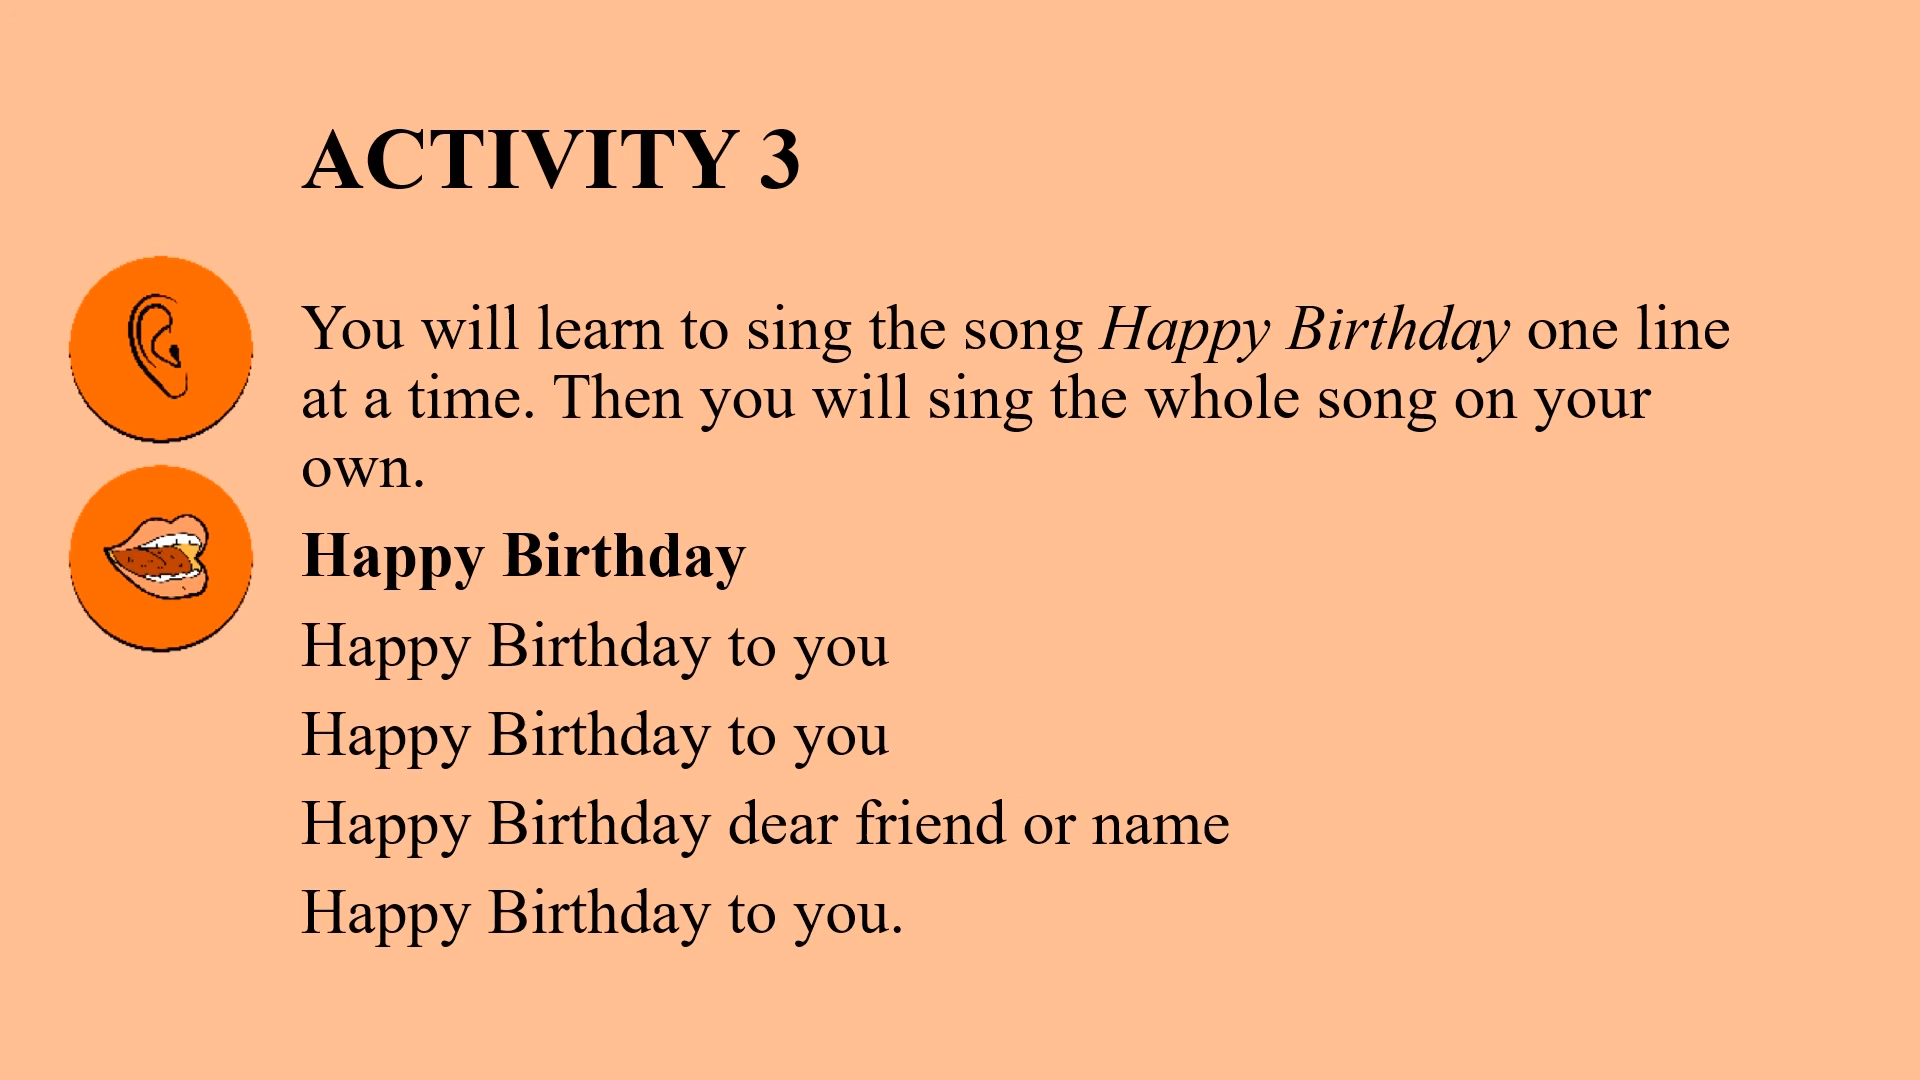 ACTIVITY 3
You will learn to sing the song Happy Birthday one line
at a time. Then you will sing the whole song on your
own.
Happy Birthday
Happy Birthday to you
Happy Birthday to you
Happy Birthday dear friend or name
Happy Birthday to you.